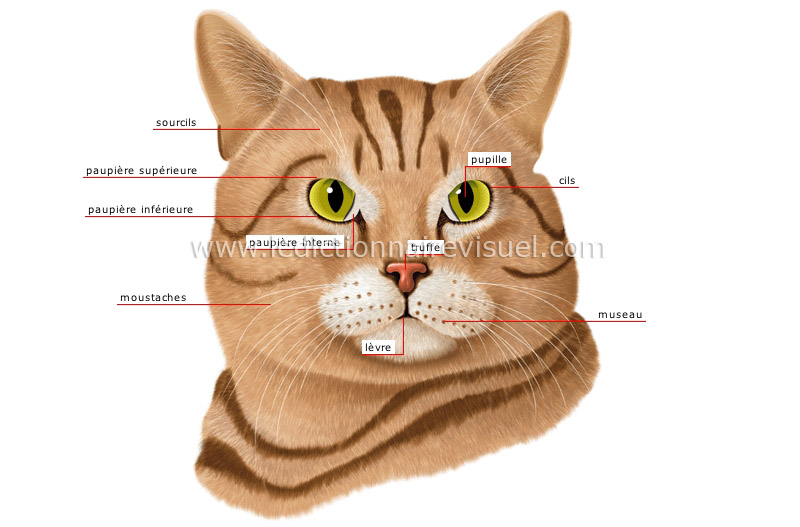 sourcils
pupille
paupière supérieure
cils
paupière inférieure
paupière interne
truffe
www.ledictionnairevisuel.com
moustaches
museau
lèvre